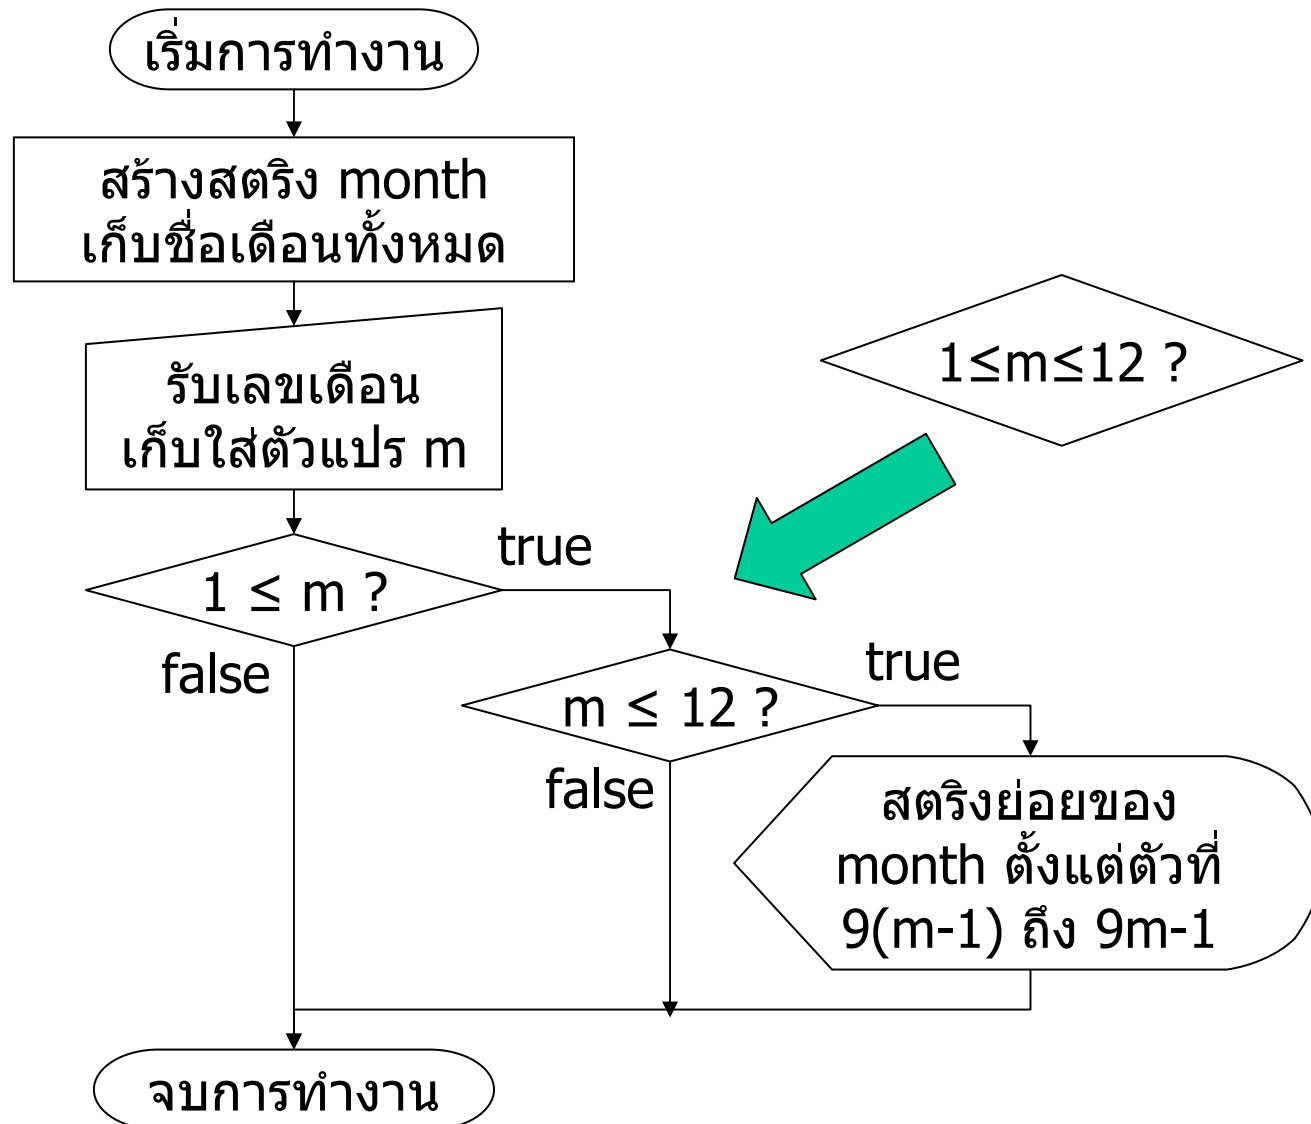 เริ่มการทำงาน
สร้างสตริง month
เก็บชื่อเดือนทั้งหมด
รับเลขเดือน
เก็บใส่ตัวแปร m
1≤m≤12 ?
1 ≤ m ?
true
false
m ≤ 12 ?
true
false
สตริงย่อยของ
month ตั้งแต่ตัวที่
9(m-1) ถึง 9m-1
จบการทำงาน